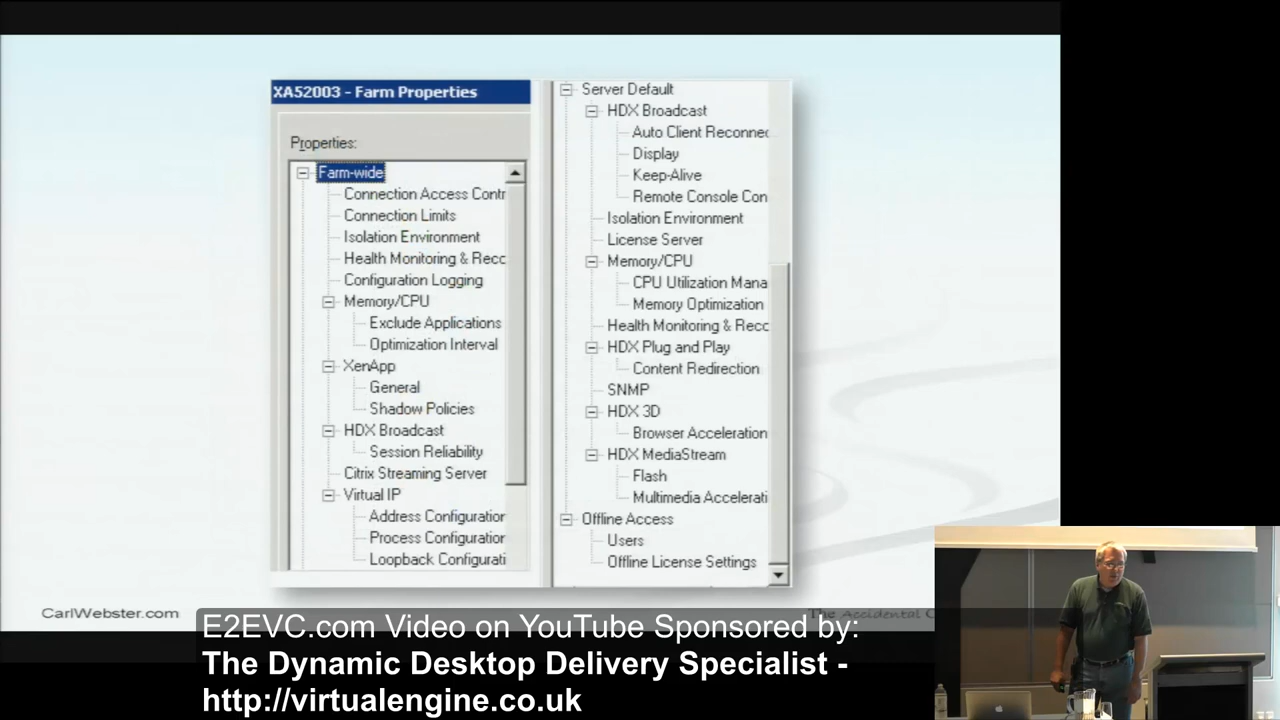 XA52003 - Farm Properties
Properties:
Farm-wide
Connection Access Contr
Connection Limits
Isolation Environment
Health Monitoring & Recc
Configuration Logging
Memory/CPU
Exclude Applications
Optimization Interval
XenApp
General
Shadow Policies
HDX Broadcast
Session Reliability
Citrix Streaming Server
Virtual IP
Address Configuration
Process Configuration
Loopback Configurati
Server Default
HDX Broadcast
Auto Client Reconnec
Display
Keep-Alive
Remote Console Con
Isolation Environment
License Server
Memory/CPU
CPU Utilization Mana
Memory Optimization
Health Monitoring & Recc
HDX Plug and Play
Content Redirection
SNMP
HDX 3D
Browser Acceleration
HDX MediaStream
Flash
Multimedia Accelerati
Offline Access
Users
Offline License Settings
CarlWebster.com
The Accidental C
E2EVC.com Video on YouTube Sponsored by:
The Dynamic Desktop Delivery Specialist -
http://virtualengine.co.uk